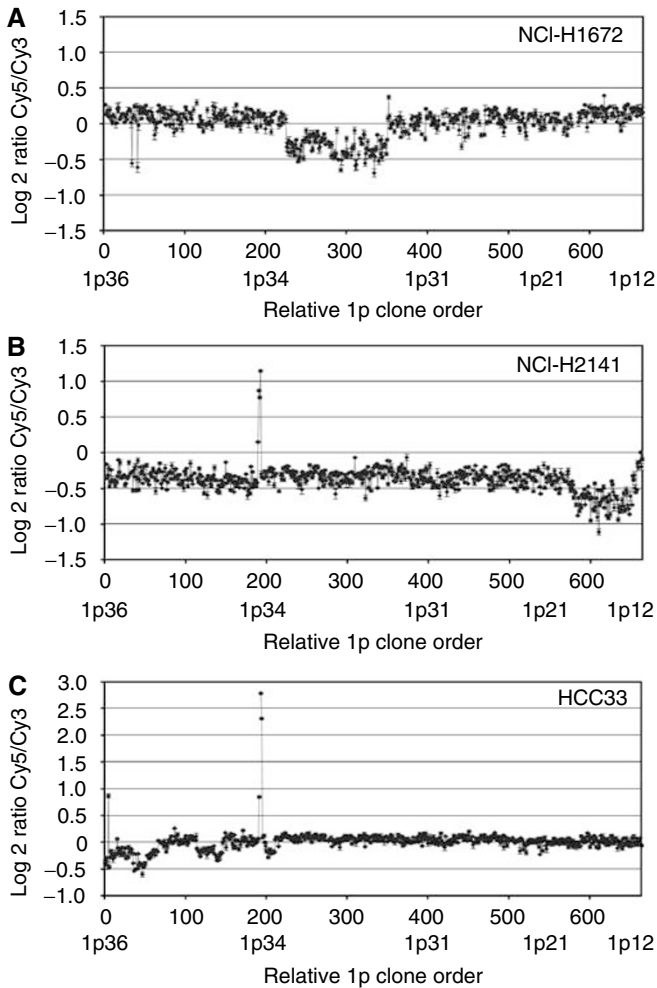 A
NCI-H1672
Log 2 ratio Cy5/Cy3
1.5
1.0
0.5
0
−0.5
−1.0
−1.5
0 100 200 300 400 500 600
1p36 1p34 1p31 1p21 1p12
Relative 1p clone order
B
NCI-H2141
Log 2 ratio Cy5/Cy3
1.5
1.0
0.5
0
−0.5
−1.0
−1.5
0 100 200 300 400 500 600
1p36 1p34 1p31 1p21 1p12
Relative 1p clone order
C
HCC33
Log 2 ratio Cy5/Cy3
3.0
2.5
2.0
1.5
1.0
0.5
0
−0.5
−1.0
0 100 200 300 400 500 600
1p36 1p34 1p31 1p21 1p12
Relative 1p clone order